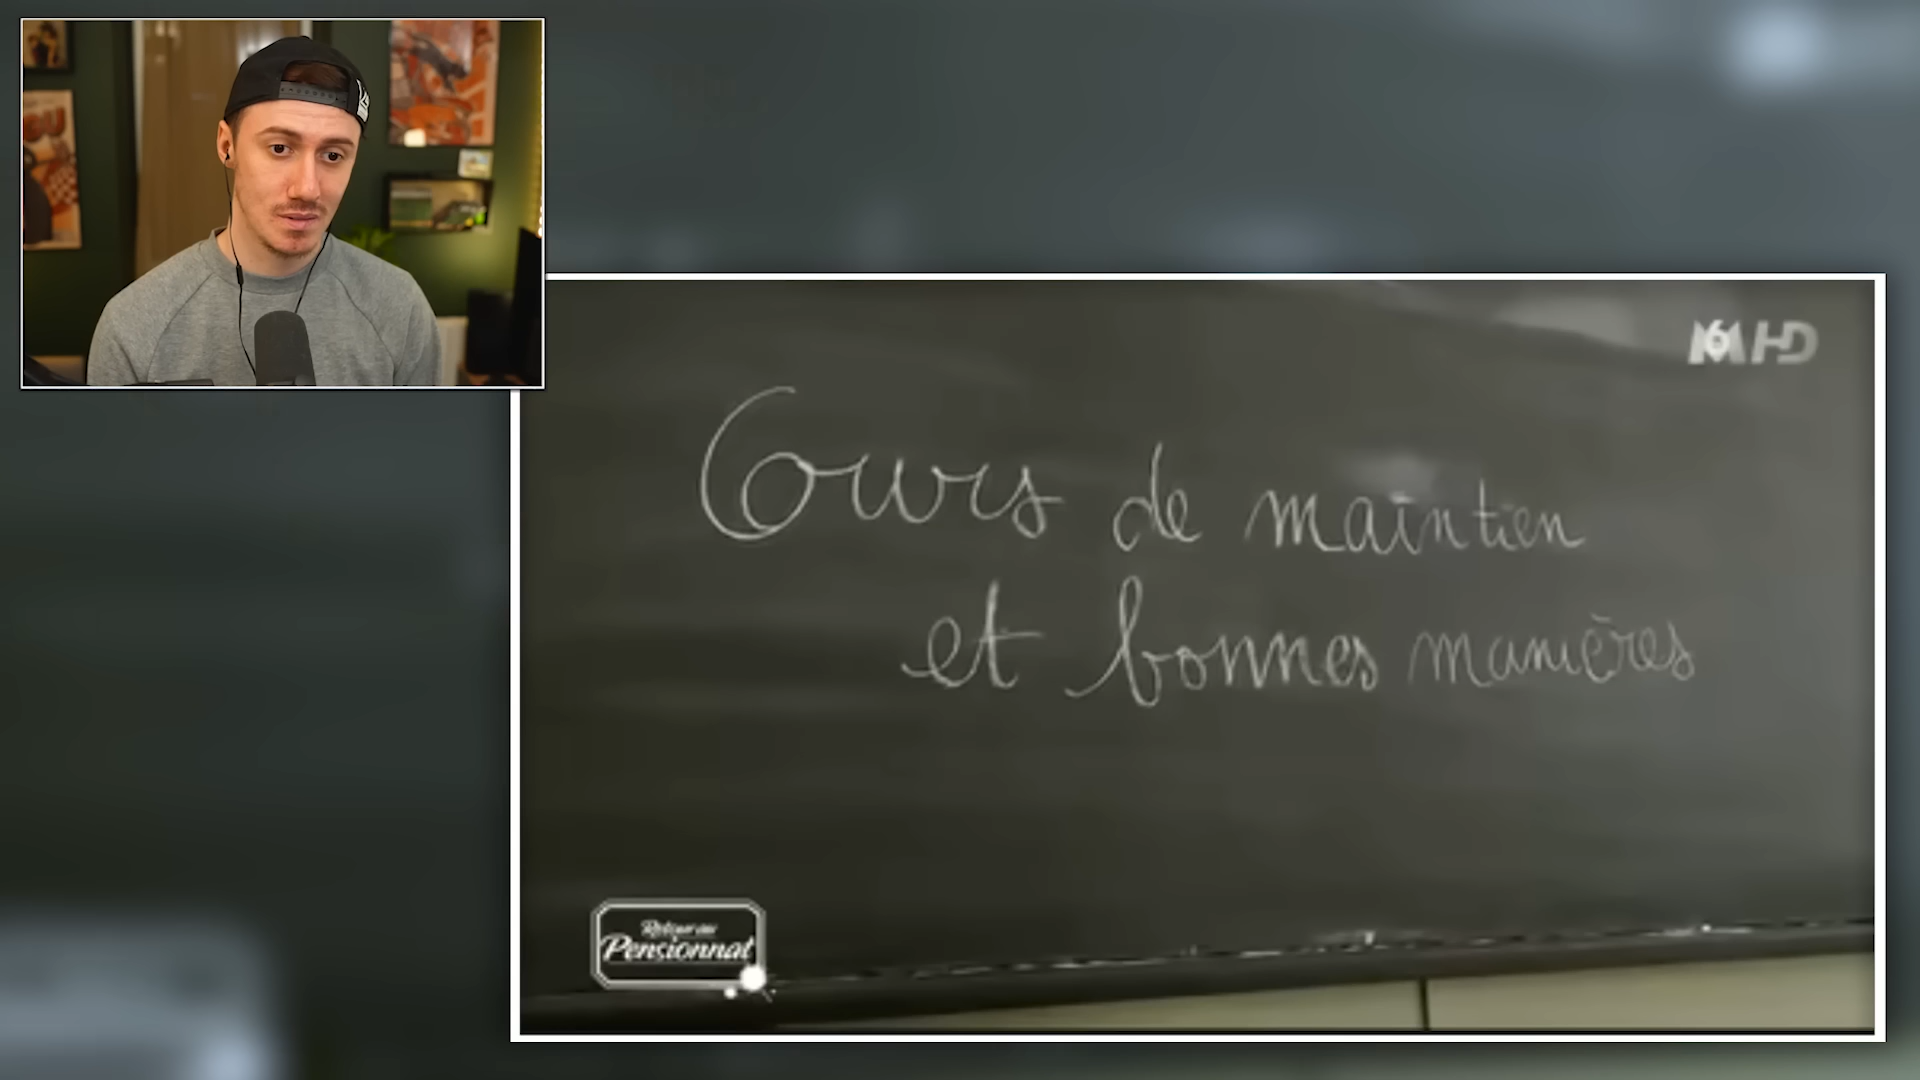 M6 HD
Cours de maintien
et bonnes manières
Retour au
Pensionnat